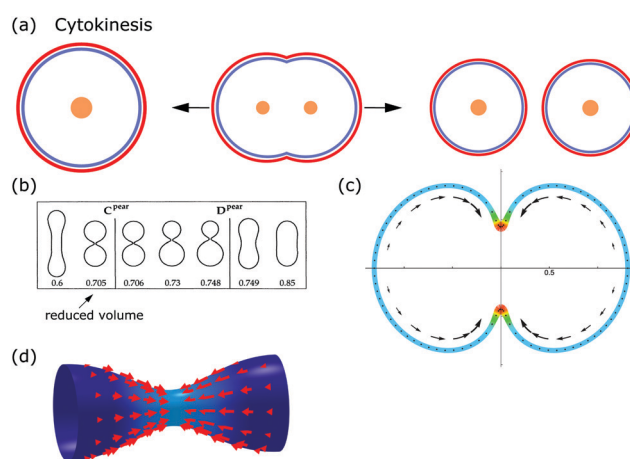 (a) Cytokinesis
(b)
C^pear D^pear
0.6 0.705 0.706 0.73 0.748 0.749 0.85
reduced volume
(c)
0.5
(d)